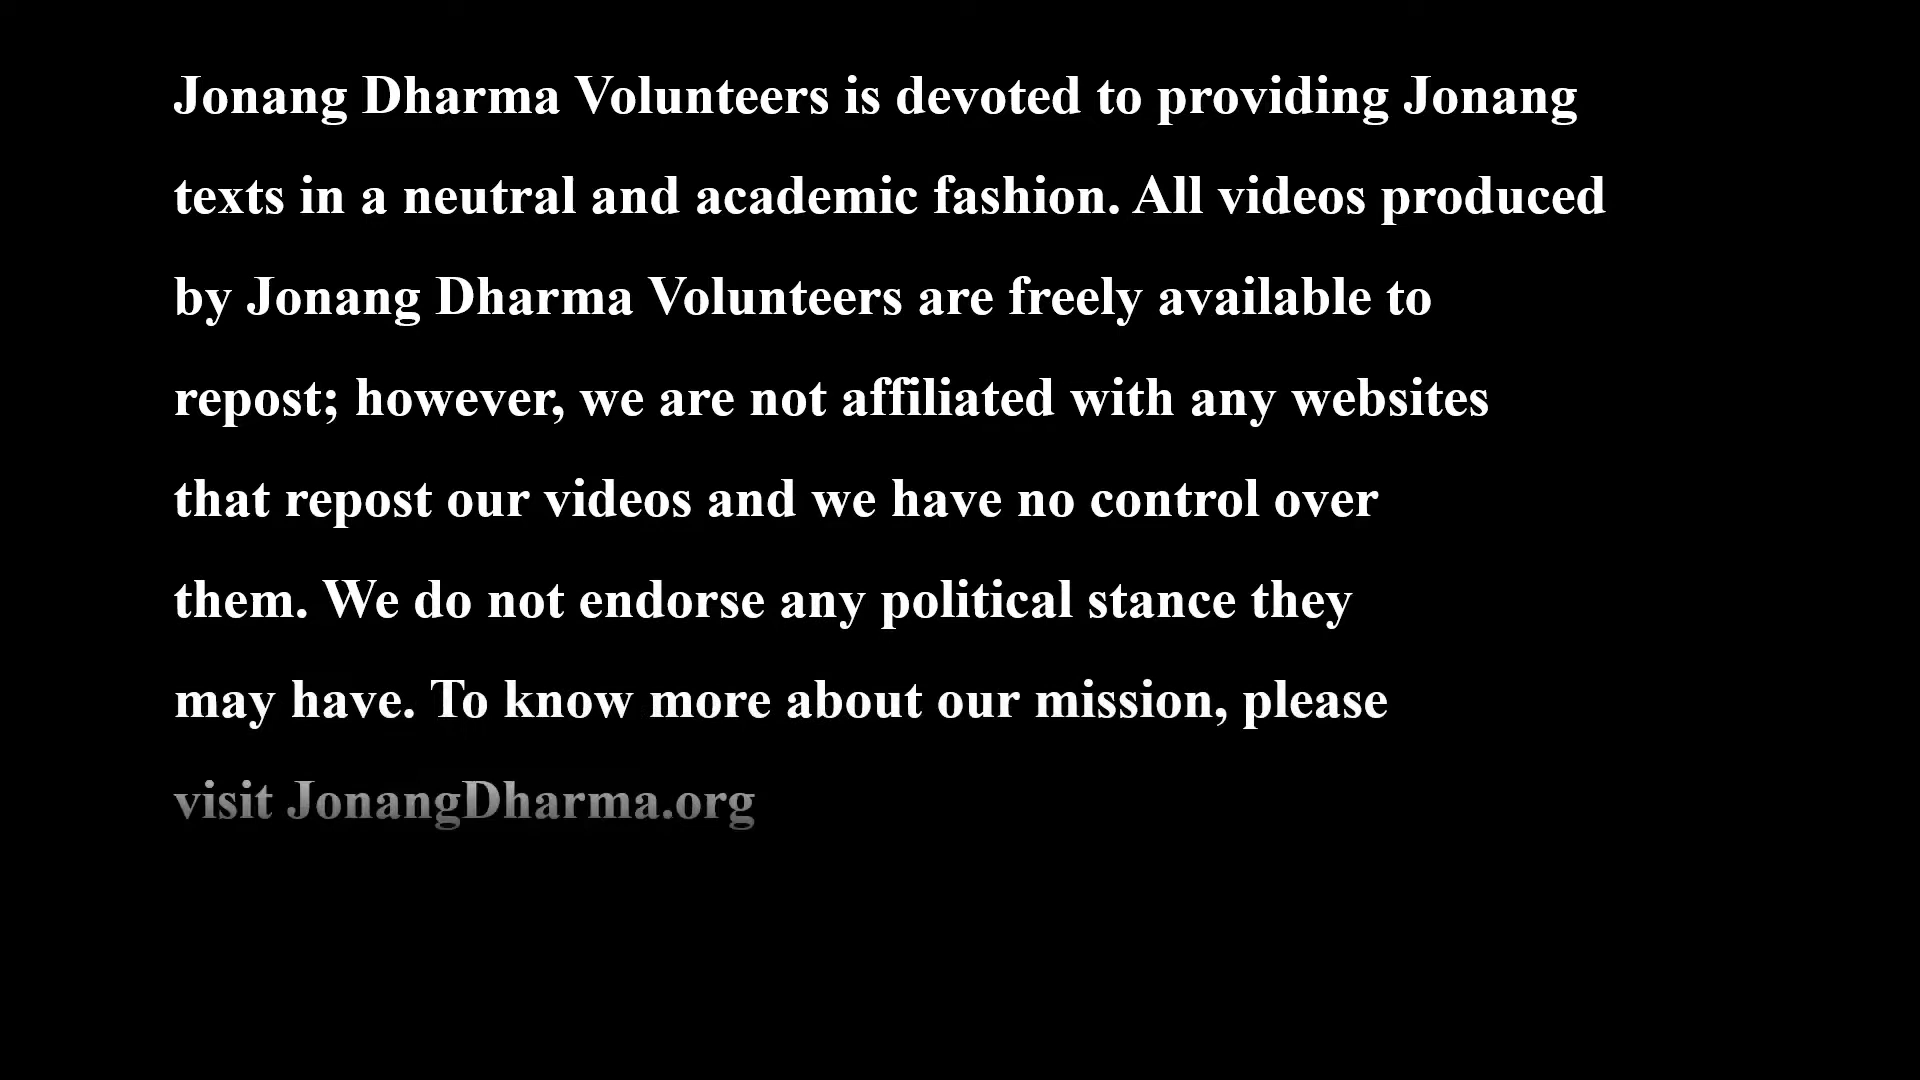 Jonang Dharma Volunteers is devoted to providing Jonang
texts in a neutral and academic fashion. All videos produced
by Jonang Dharma Volunteers are freely available to
repost; however, we are not affiliated with any websites
that repost our videos and we have no control over
them. We do not endorse any political stance they
may have. To know more about our mission, please
visit JonangDharma.org